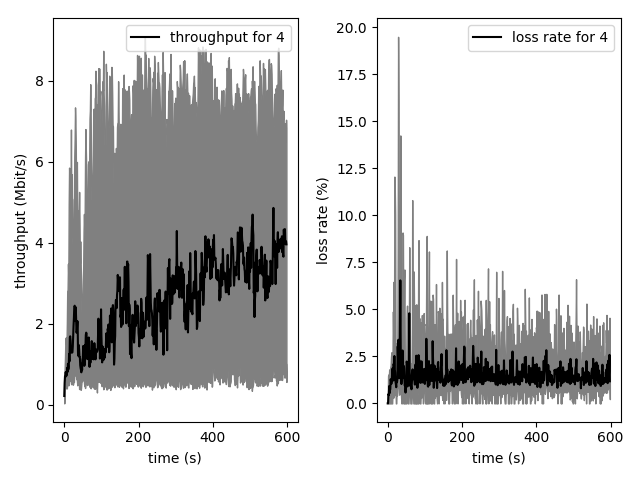 throughput for 4
8
6
4
2
0
throughput (Mbit/s)
0 200 400 600
time (s)
loss rate for 4
20.0
17.5
15.0
12.5
10.0
7.5
5.0
2.5
0.0
loss rate (%)
0 200 400 600
time (s)